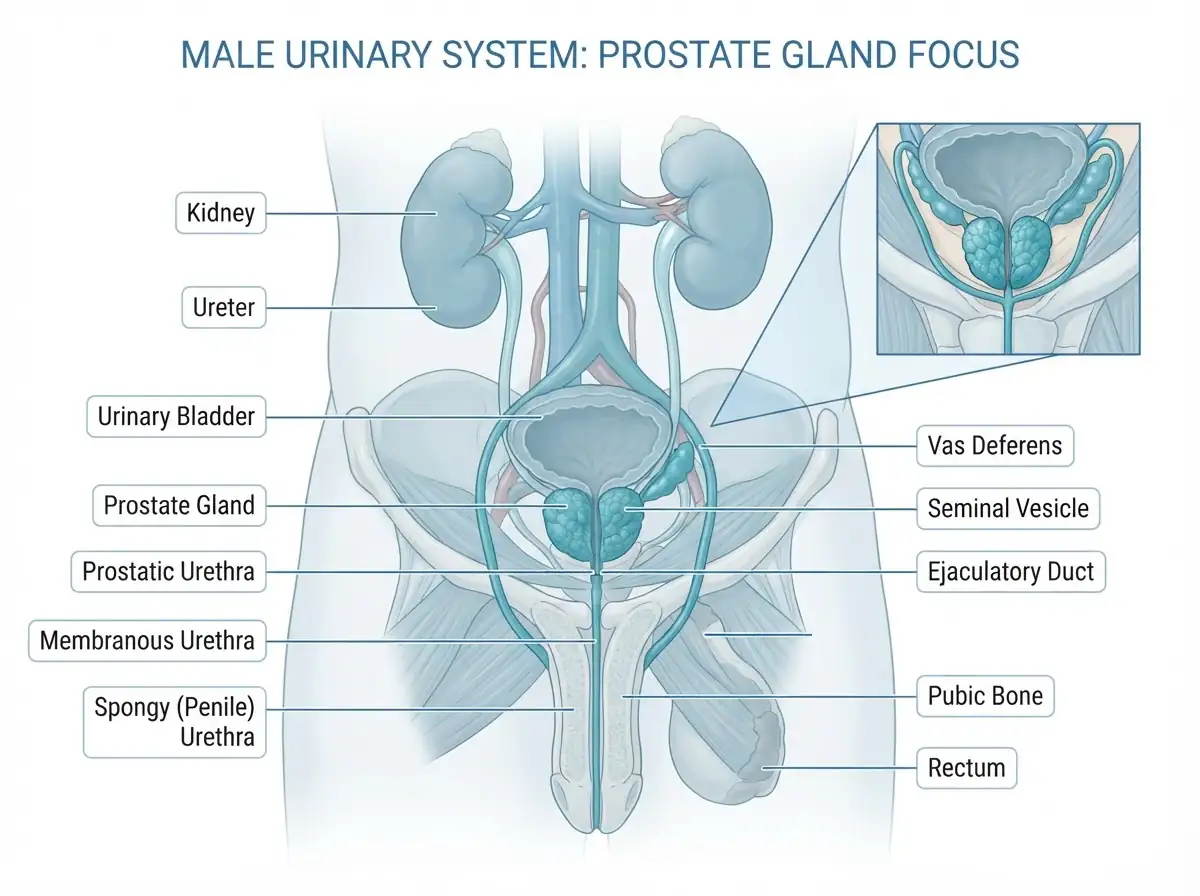 MALE URINARY SYSTEM: PROSTATE GLAND FOCUS
Kidney
Ureter
Urinary Bladder
Prostate Gland
Prostatic Urethra
Membranous Urethra
Spongy (Penile)
Urethra
Vas Deferens
Seminal Vesicle
Ejaculatory Duct
Pubic Bone
Rectum